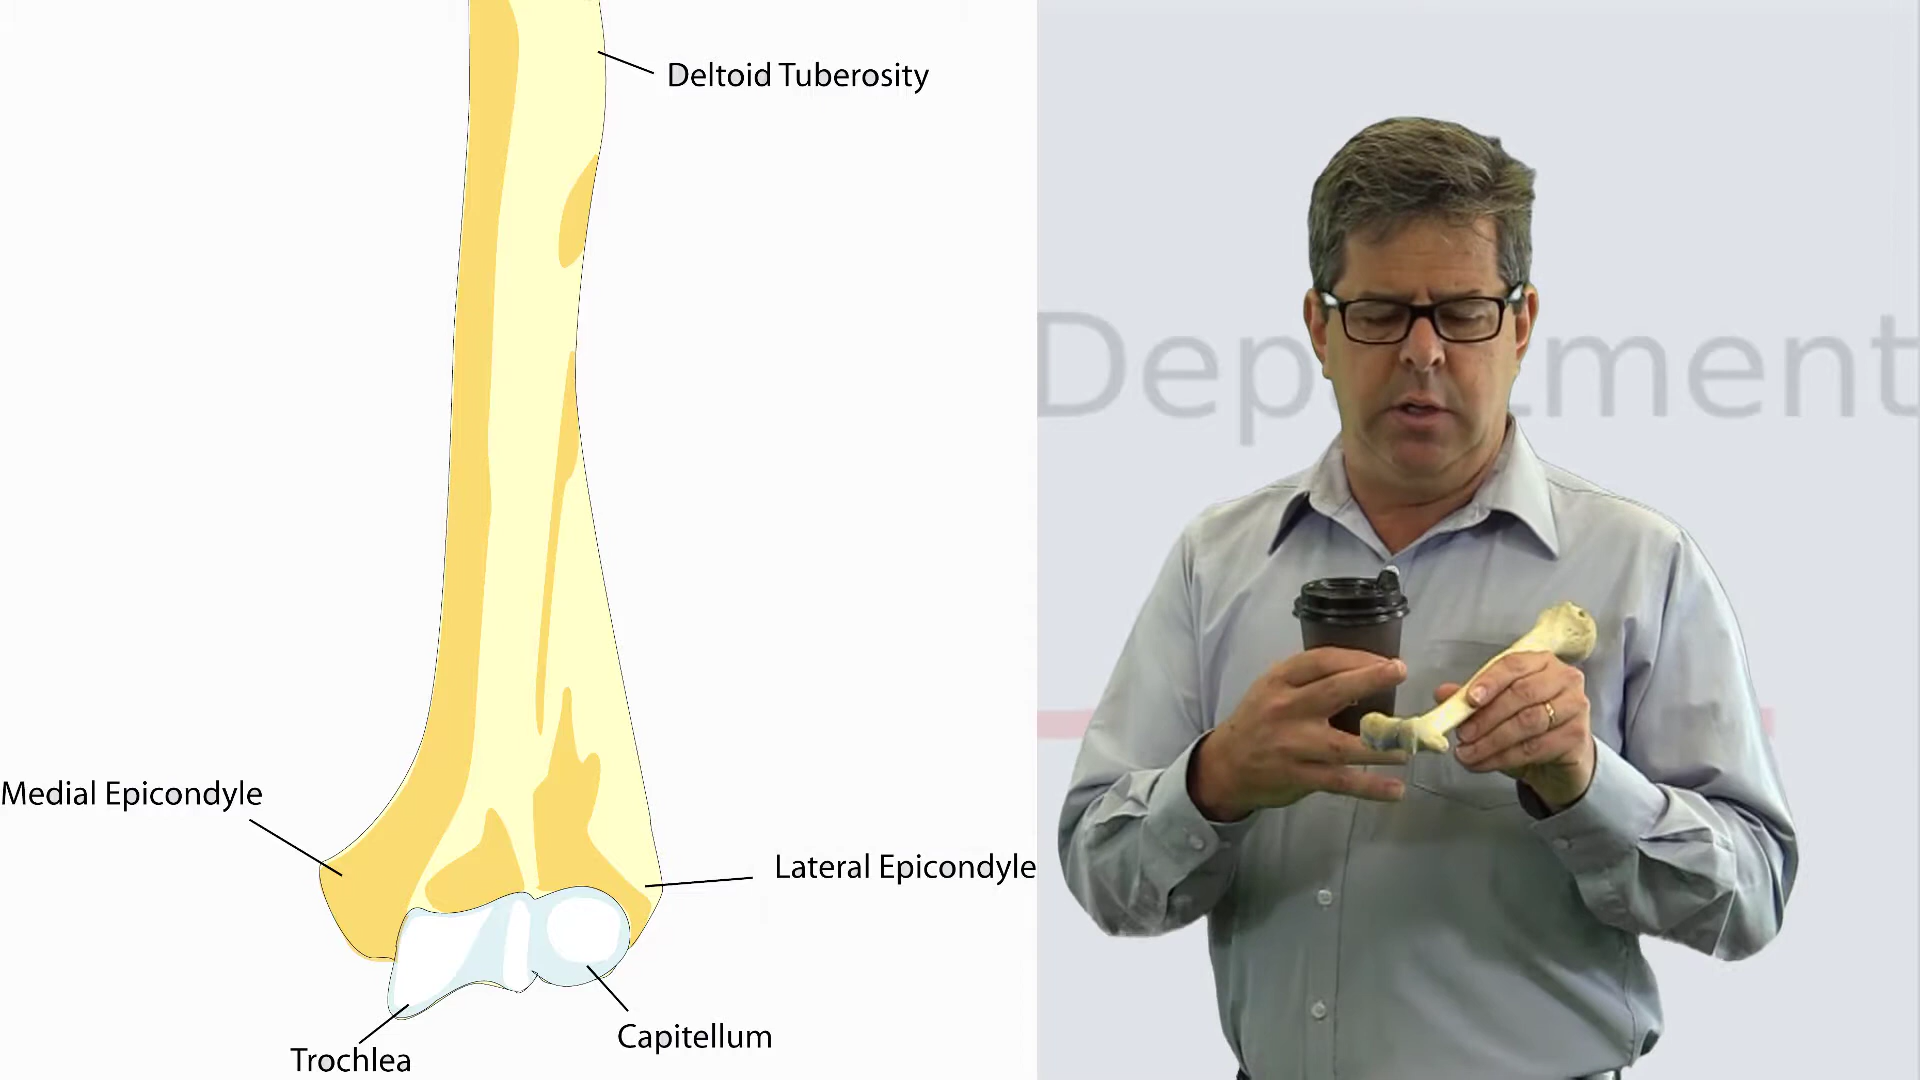 Deltoid Tuberosity
Medial Epicondyle
Lateral Epicondyle
Capitellum
Trochlea